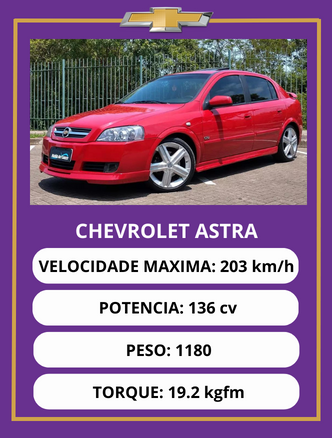 CHEVROLET ASTRA
VELOCIDADE MAXIMA: 203 km/h
POTENCIA: 136 cv
PESO: 1180
TORQUE: 19.2 kgfm